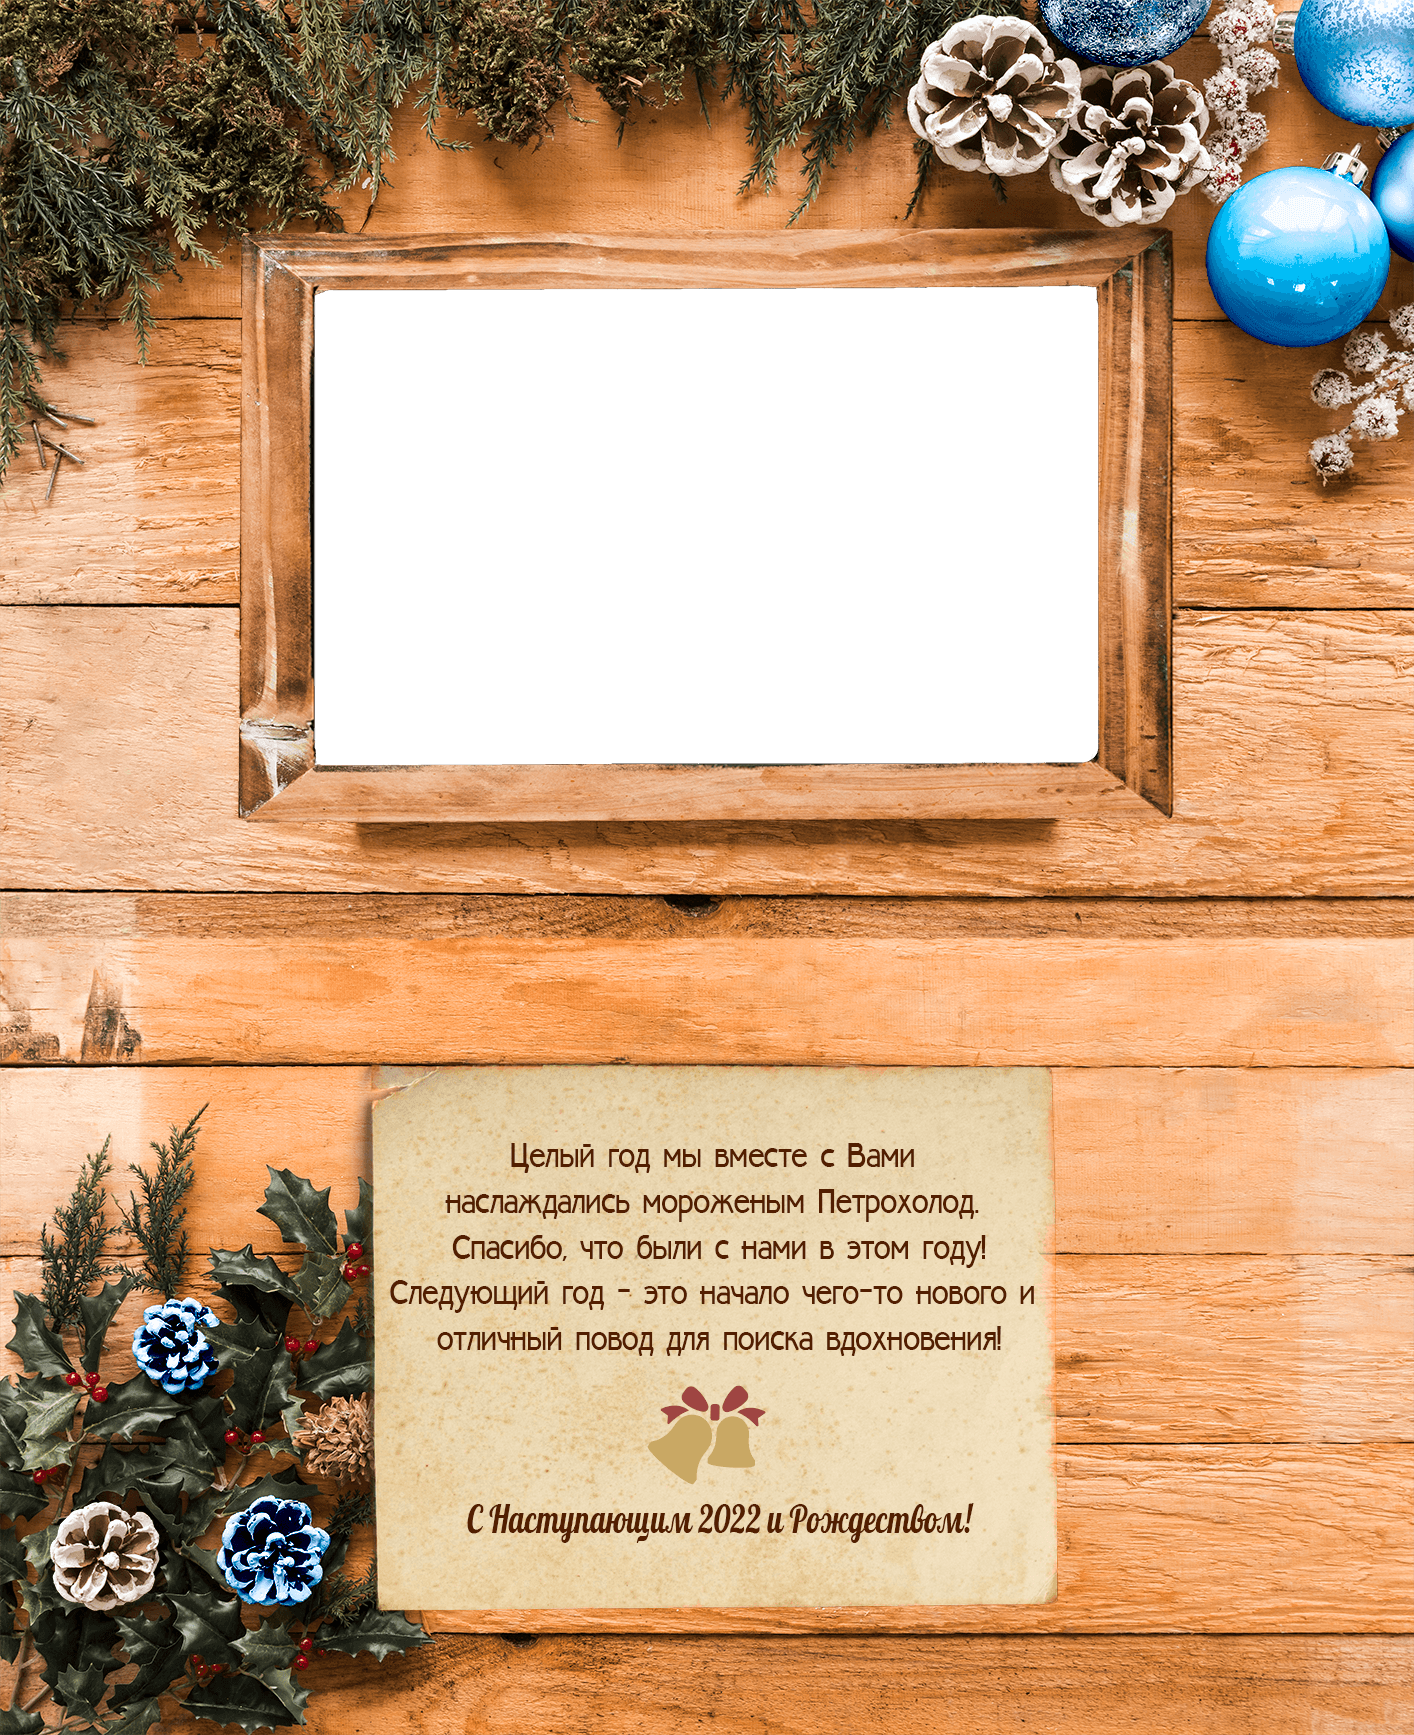 Целый год мы вместе с Вами
наслаждались мороженым Петрохолод.
Спасибо, что были с нами в этом году!
Следующий год - это начало чего-то нового и
отличный повод для поиска вдохновения!
С Наступающим 2022 и Рождеством!